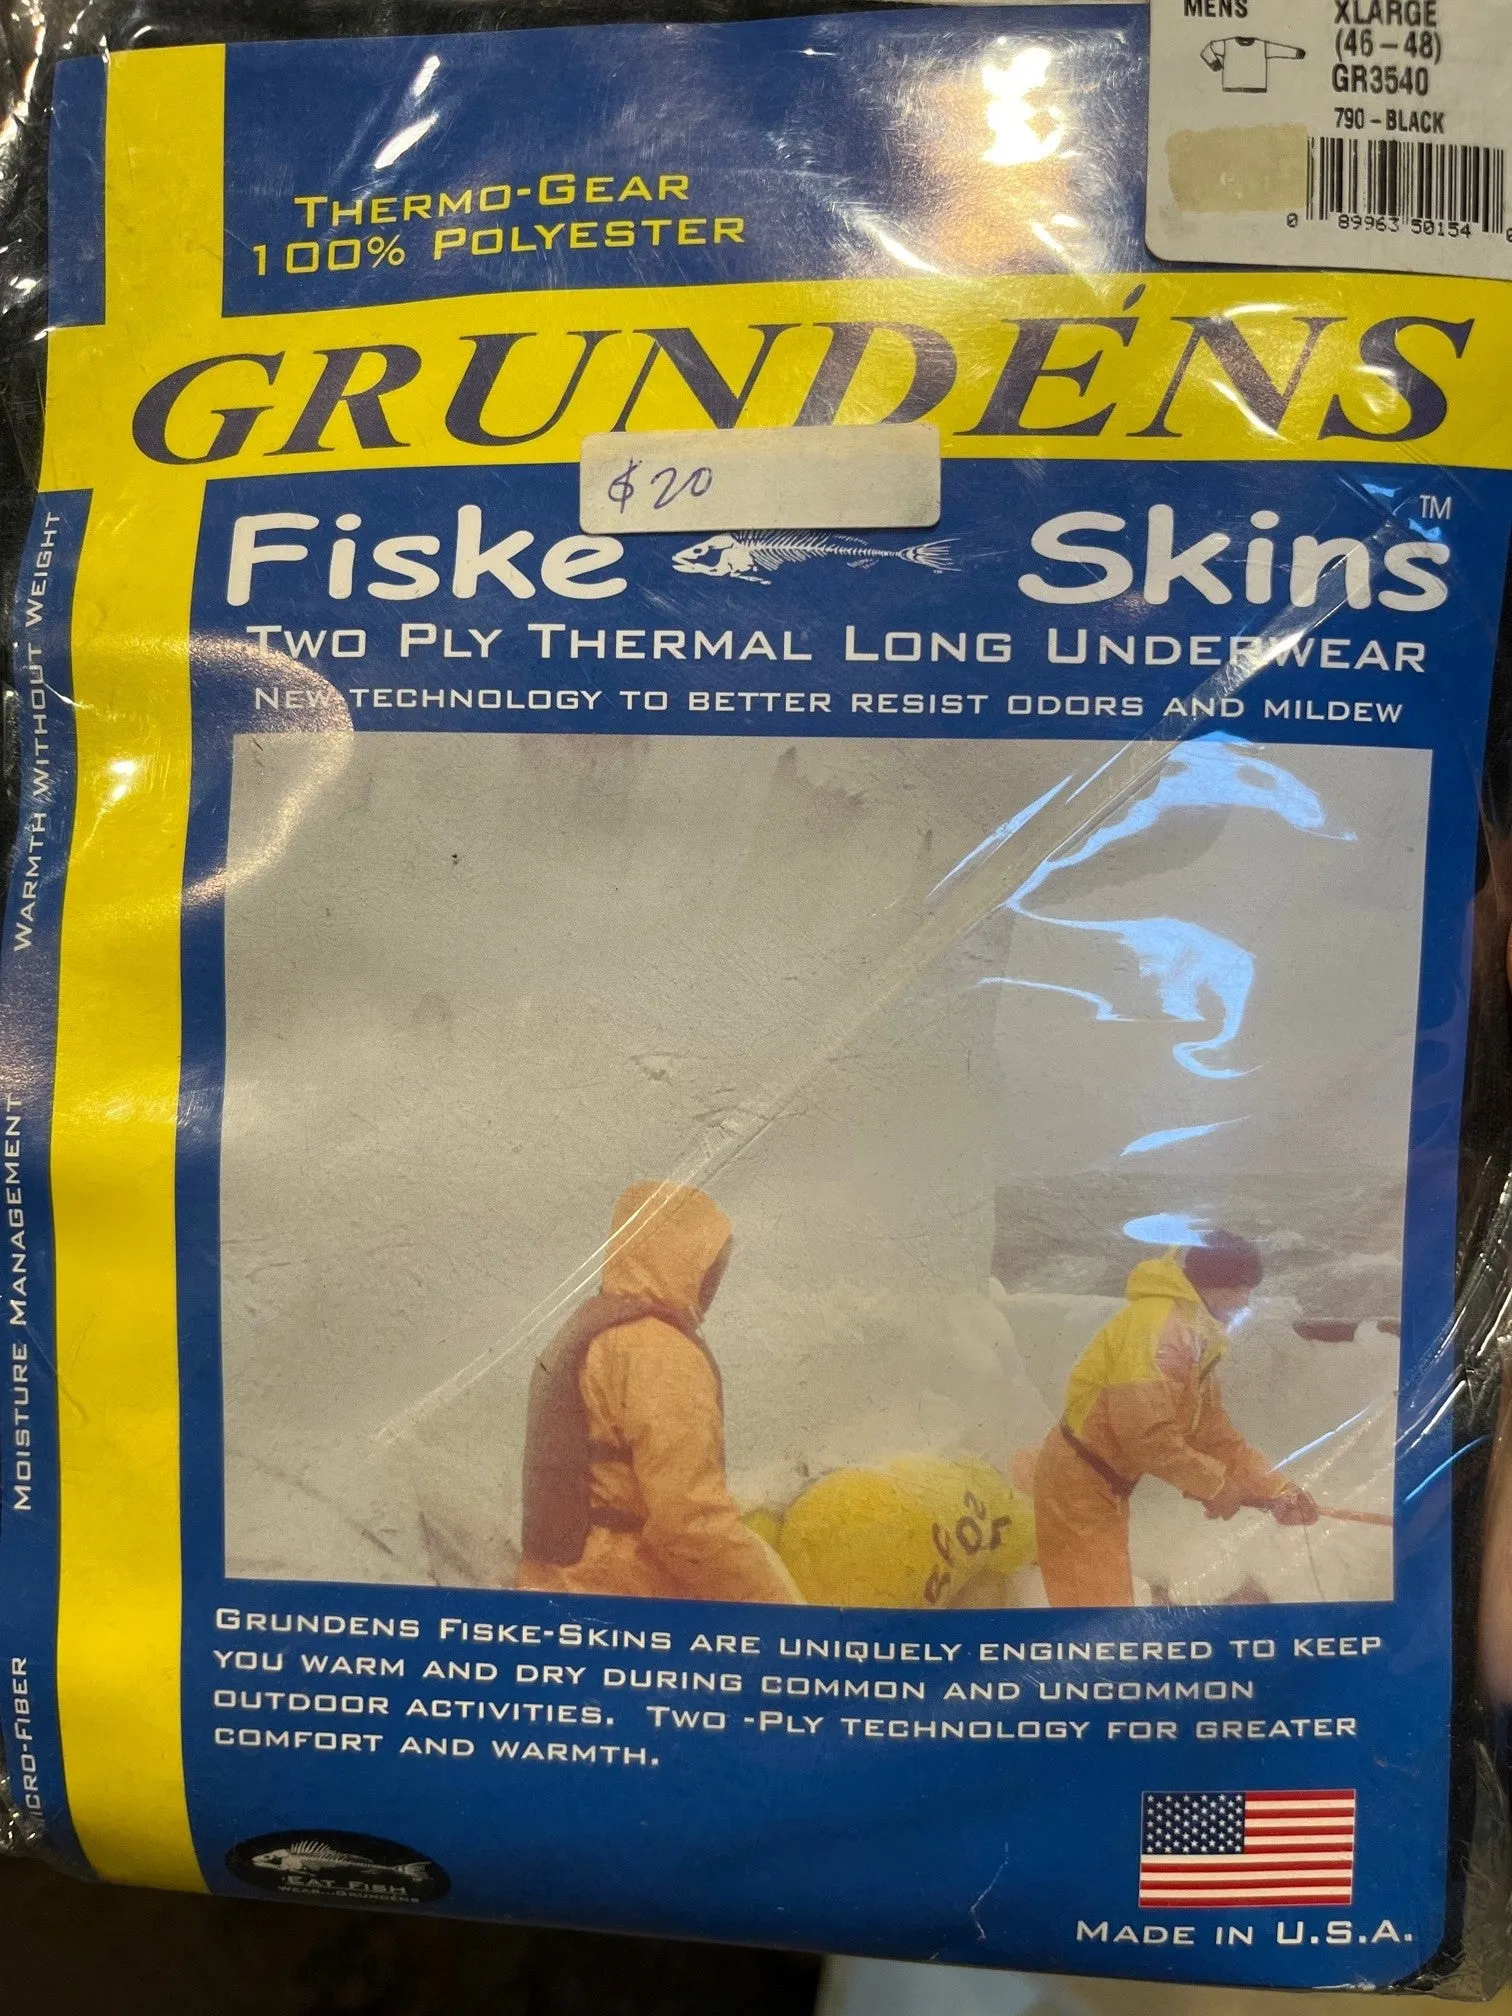 MENS
XLARGE
(46 – 48)
GR3540
790 – BLACK
0 89963 50154
THERMO-GEAR
100% POLYESTER
GRUNDÉNS
$20
Fiske Skins™
TWO PLY THERMAL LONG UNDERWEAR
NEW TECHNOLOGY TO BETTER RESIST ODORS AND MILDEW
WARMTH WITHOUT WEIGHT
MOISTURE MANAGEMENT
GRUNDENS FISKE-SKINS ARE UNIQUELY ENGINEERED TO KEEP
YOU WARM AND DRY DURING COMMON AND UNCOMMON
OUTDOOR ACTIVITIES. TWO -PLY TECHNOLOGY FOR GREATER
COMFORT AND WARMTH.
EAT FISH
WEAR...GRUNDÉNS
MADE IN U.S.A.